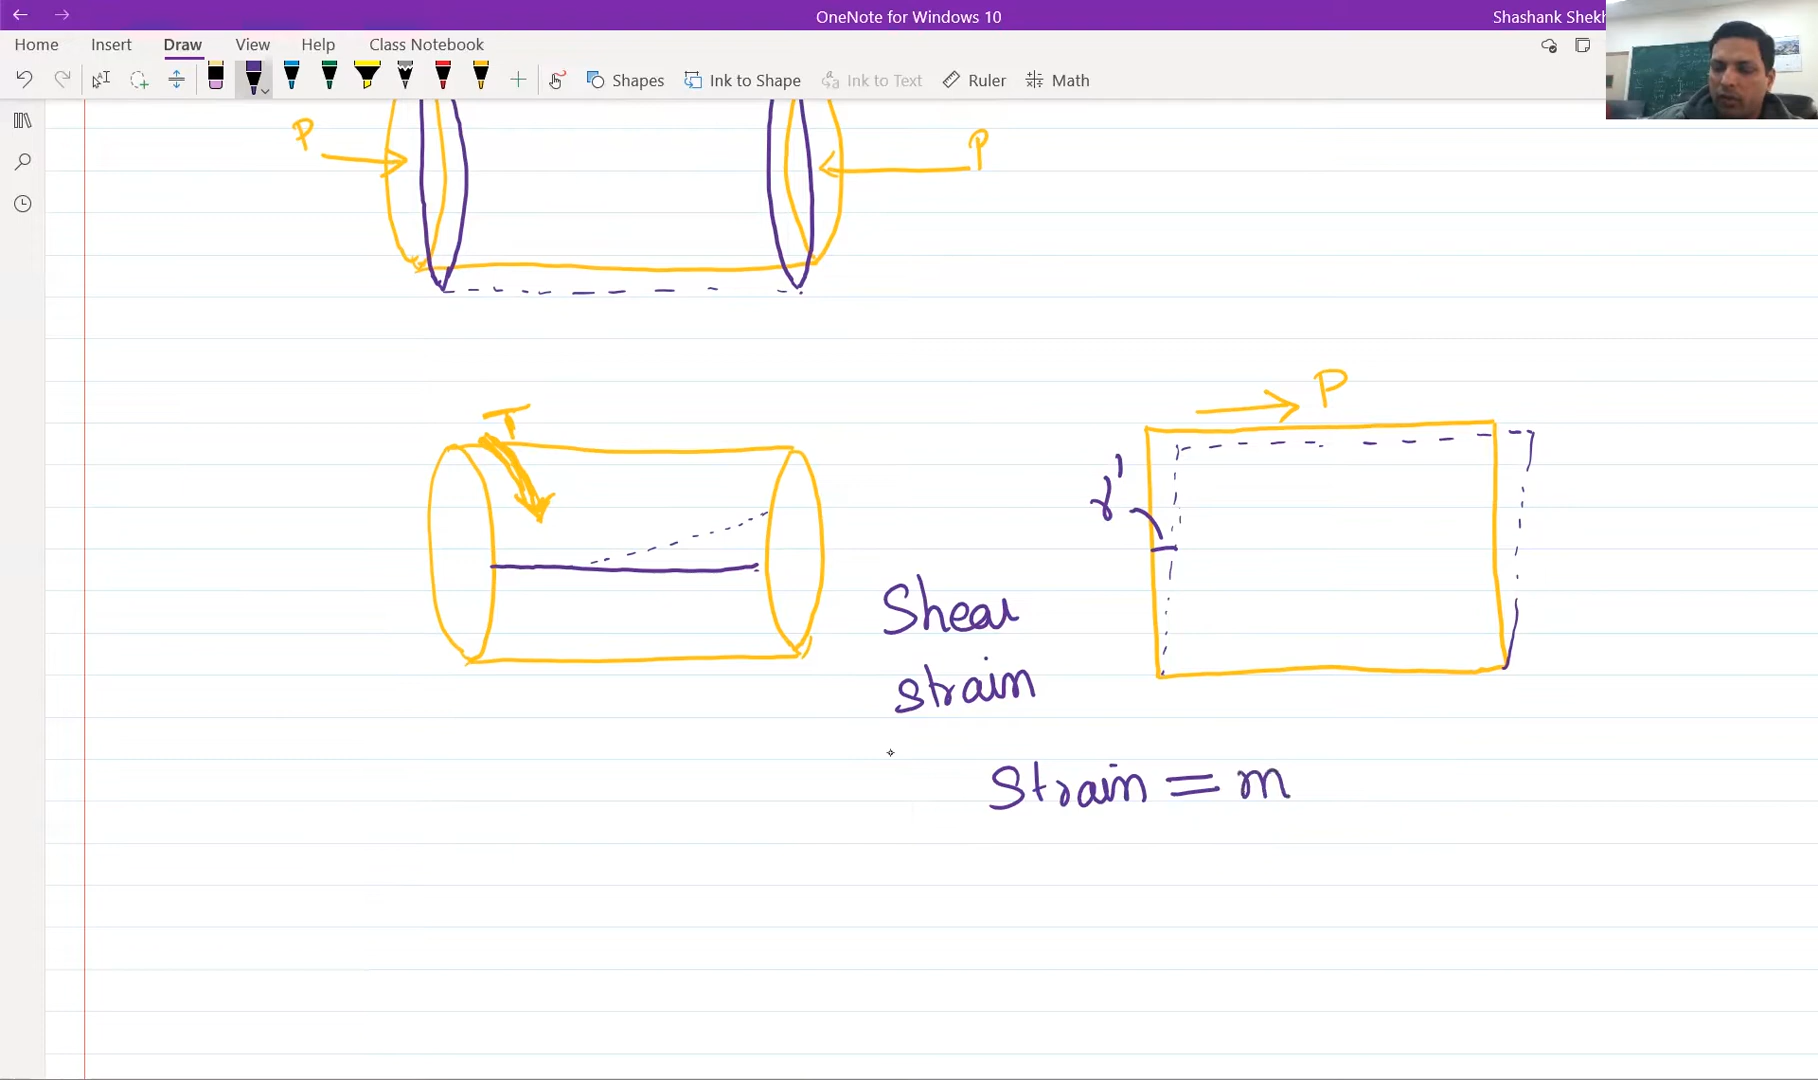 OneNote for Windows 10
Shashank Shekh
Home Insert Draw View Help Class Notebook
Shapes Ink to Shape Ink to Text Ruler Math
P
P
T
P
γ'
Shear
strain
Strain = m